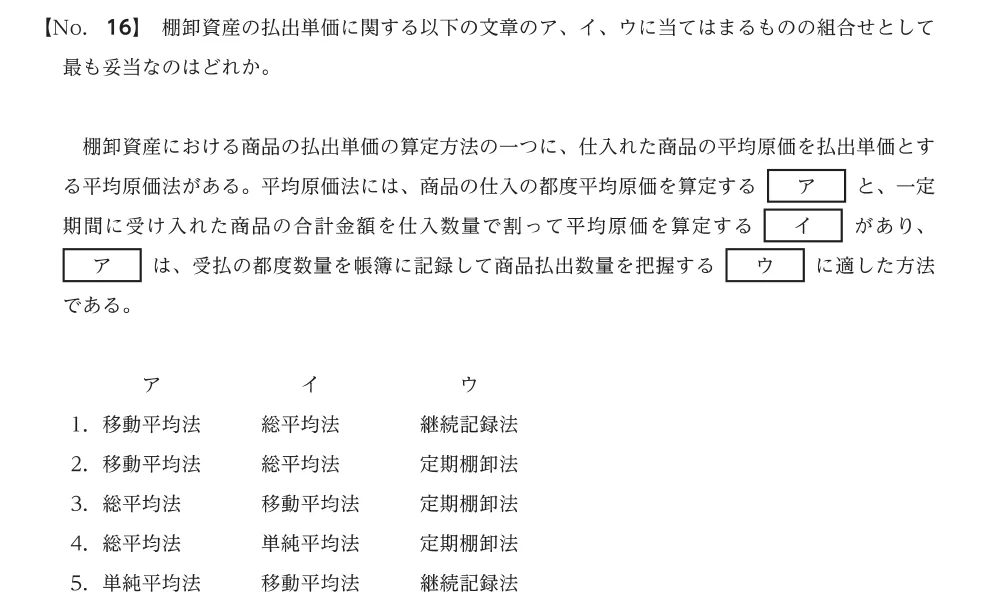 【No. 16】 棚卸資産の払出単価に関する以下の文章のア、イ、ウに当てはまるものの組合せとして
最も妥当なのはどれか。
棚卸資産における商品の払出単価の算定方法の一つに、仕入れた商品の平均原価を払出単価とす
る平均原価法がある。平均原価法には、商品の仕入の都度平均原価を算定する ア と、一定
期間に受け入れた商品の合計金額を仕入数量で割って平均原価を算定する イ があり、
ア は、受払の都度数量を帳簿に記録して商品払出数量を把握する ウ に適した方法
である。
ア イ ウ
1. 移動平均法 総平均法 継続記録法
2. 移動平均法 総平均法 定期棚卸法
3. 総平均法 移動平均法 定期棚卸法
4. 総平均法 単純平均法 定期棚卸法
5. 単純平均法 移動平均法 継続記録法